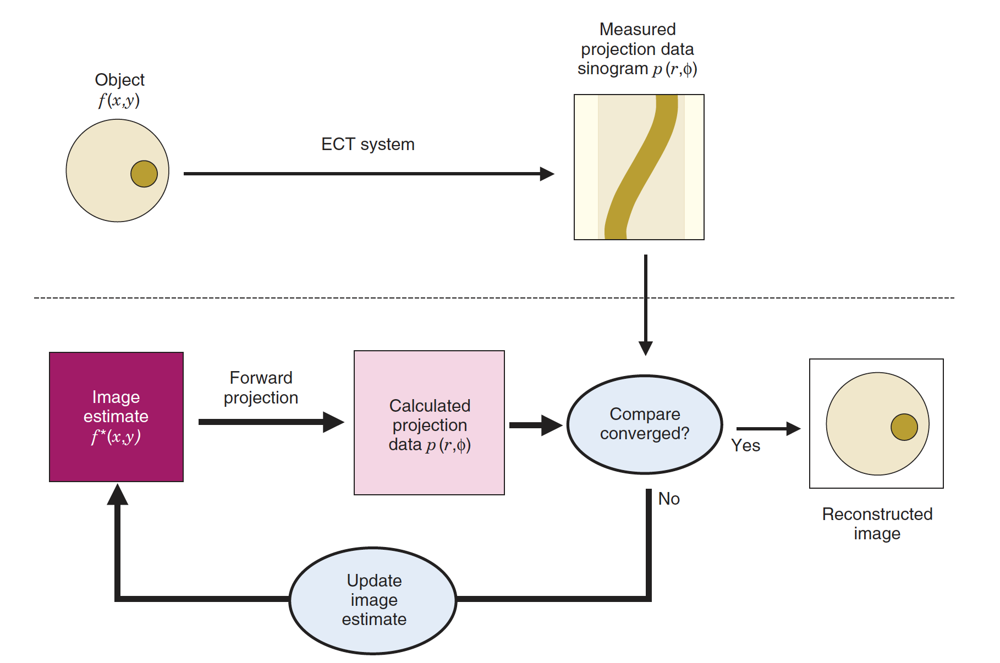 Measured
projection data
sinogram p (r,ϕ)
Object
f (x,y)
ECT system
Image
estimate
f*(x,y)
Forward
projection
Calculated
projection
data p (r,ϕ)
Compare
converged?
Yes
No
Reconstructed
image
Update
image
estimate